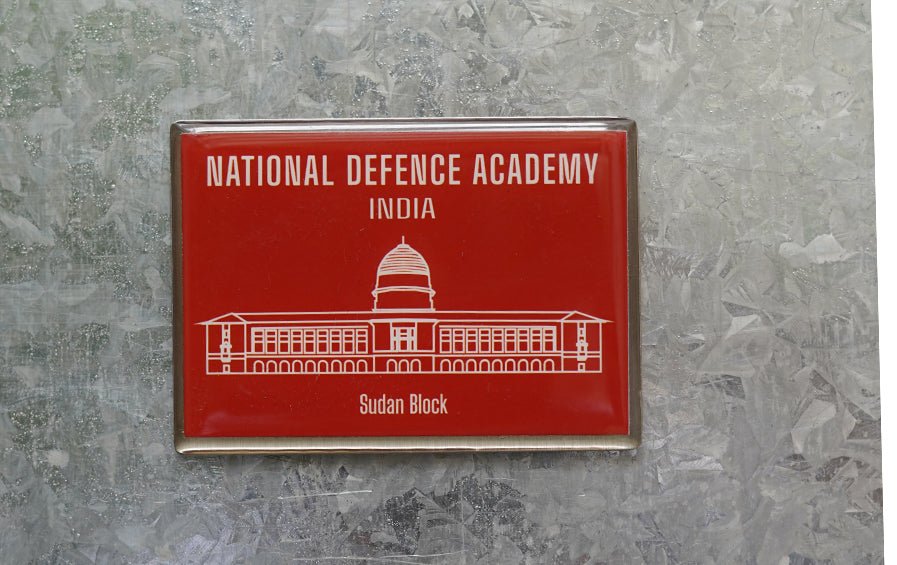 NATIONAL DEFENCE ACADEMY
INDIA
Sudan Block